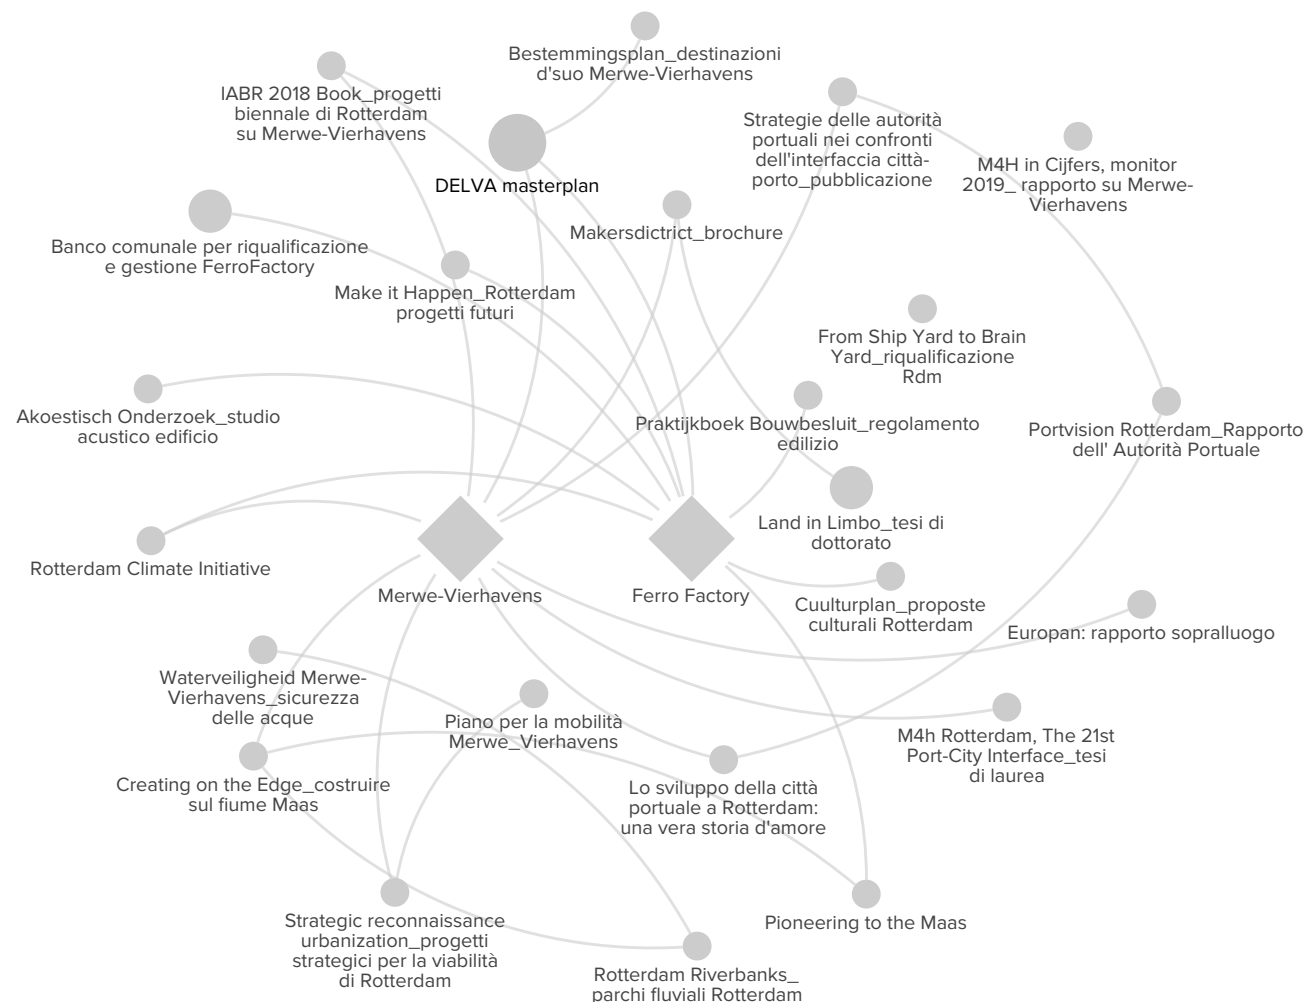 Bestemmingsplan_destinazioni
d'suo Merwe-Vierhavens
IABR 2018 Book_progetti
biennale di Rotterdam
su Merwe-Vierhavens
Strategie delle autorità
portuali nei confronti
dell'interfaccia città-
porto_pubblicazione
M4H in Cijfers, monitor
2019_ rapporto su Merwe-
Vierhavens
DELVA masterplan
Makersdictrict_brochure
Banco comunale per riqualificazione
e gestione FerroFactory
Make it Happen_Rotterdam
progetti futuri
From Ship Yard to Brain
Yard_riqualificazione
Rdm
Akoestisch Onderzoek_studio
acustico edificio
Praktijkboek Bouwbesluit_regolamento
edilizio
Portvision Rotterdam_Rapporto
dell' Autorità Portuale
Land in Limbo_tesi di
dottorato
Rotterdam Climate Initiative
Merwe-Vierhavens
Ferro Factory
Cuulturplan_proposte
culturali Rotterdam
Europan: rapporto sopralluogo
Waterveiligheid Merwe-
Vierhavens_sicurezza
delle acque
Piano per la mobilità
Merwe_Vierhavens
M4h Rotterdam, The 21st
Port-City Interface_tesi
di laurea
Creating on the Edge_costruire
sul fiume Maas
Lo sviluppo della città
portuale a Rotterdam:
una vera storia d'amore
Strategic reconnaissance
urbanization_progetti
strategici per la viabilità
di Rotterdam
Pioneering to the Maas
Rotterdam Riverbanks_
parchi fluviali Rotterdam